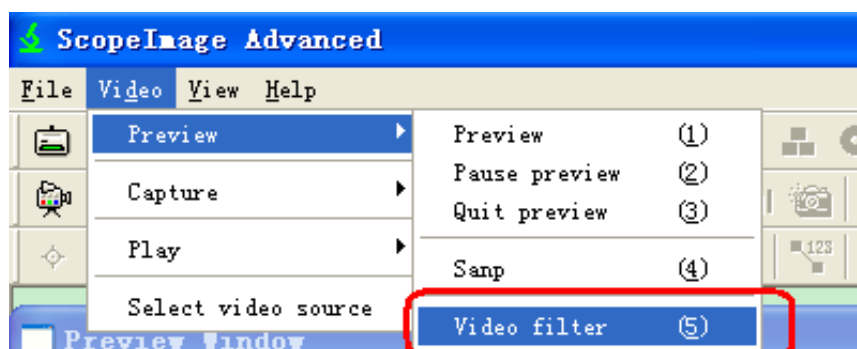 ScopeImage Advanced
File Video View Help
Preview
Capture
Play
Select video source
Preview (1)
Pause preview (2)
Quit preview (3)
Sanp (4)
Video filter (5)
123
Preview Window